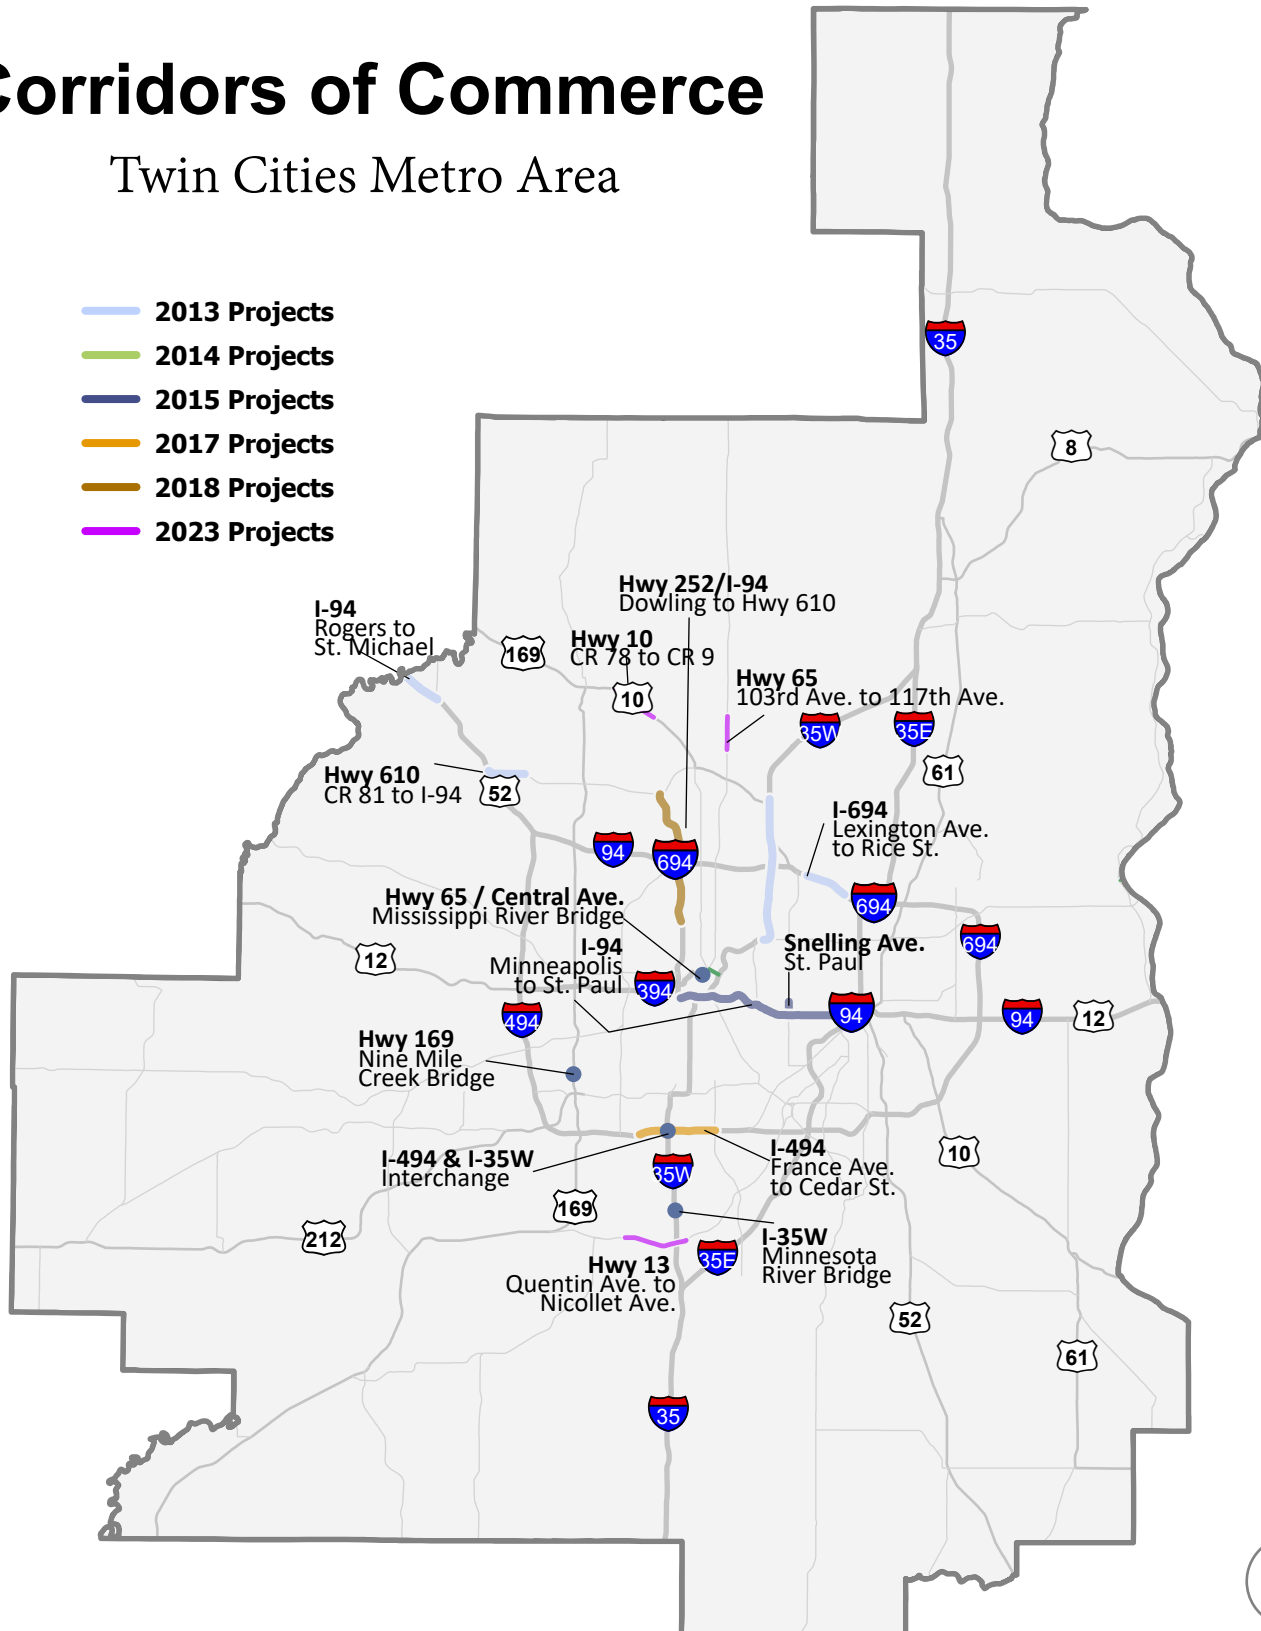 Corridors of Commerce
Twin Cities Metro Area
2013 Projects
2014 Projects
2015 Projects
2017 Projects
2018 Projects
2023 Projects
35
8
Hwy 252/I-94
Dowling to Hwy 610
I-94
Rogers to
St. Michael
169
Hwy 10
CR 78 to CR 9
10
Hwy 65
103rd Ave. to 117th Ave.
35W
35E
61
Hwy 610
CR 81 to I-94
52
I-694
Lexington Ave.
to Rice St.
94
694
694
694
Hwy 65 / Central Ave.
Mississippi River Bridge
12
I-94
Minneapolis
to St. Paul
394
Snelling Ave.
St. Paul
494
94
94
12
Hwy 169
Nine Mile
Creek Bridge
I-494 & I-35W
Interchange
35W
I-494
France Ave.
to Cedar St.
10
169
212
I-35W
Minnesota
River Bridge
35E
Hwy 13
Quentin Ave. to
Nicollet Ave.
52
61
35